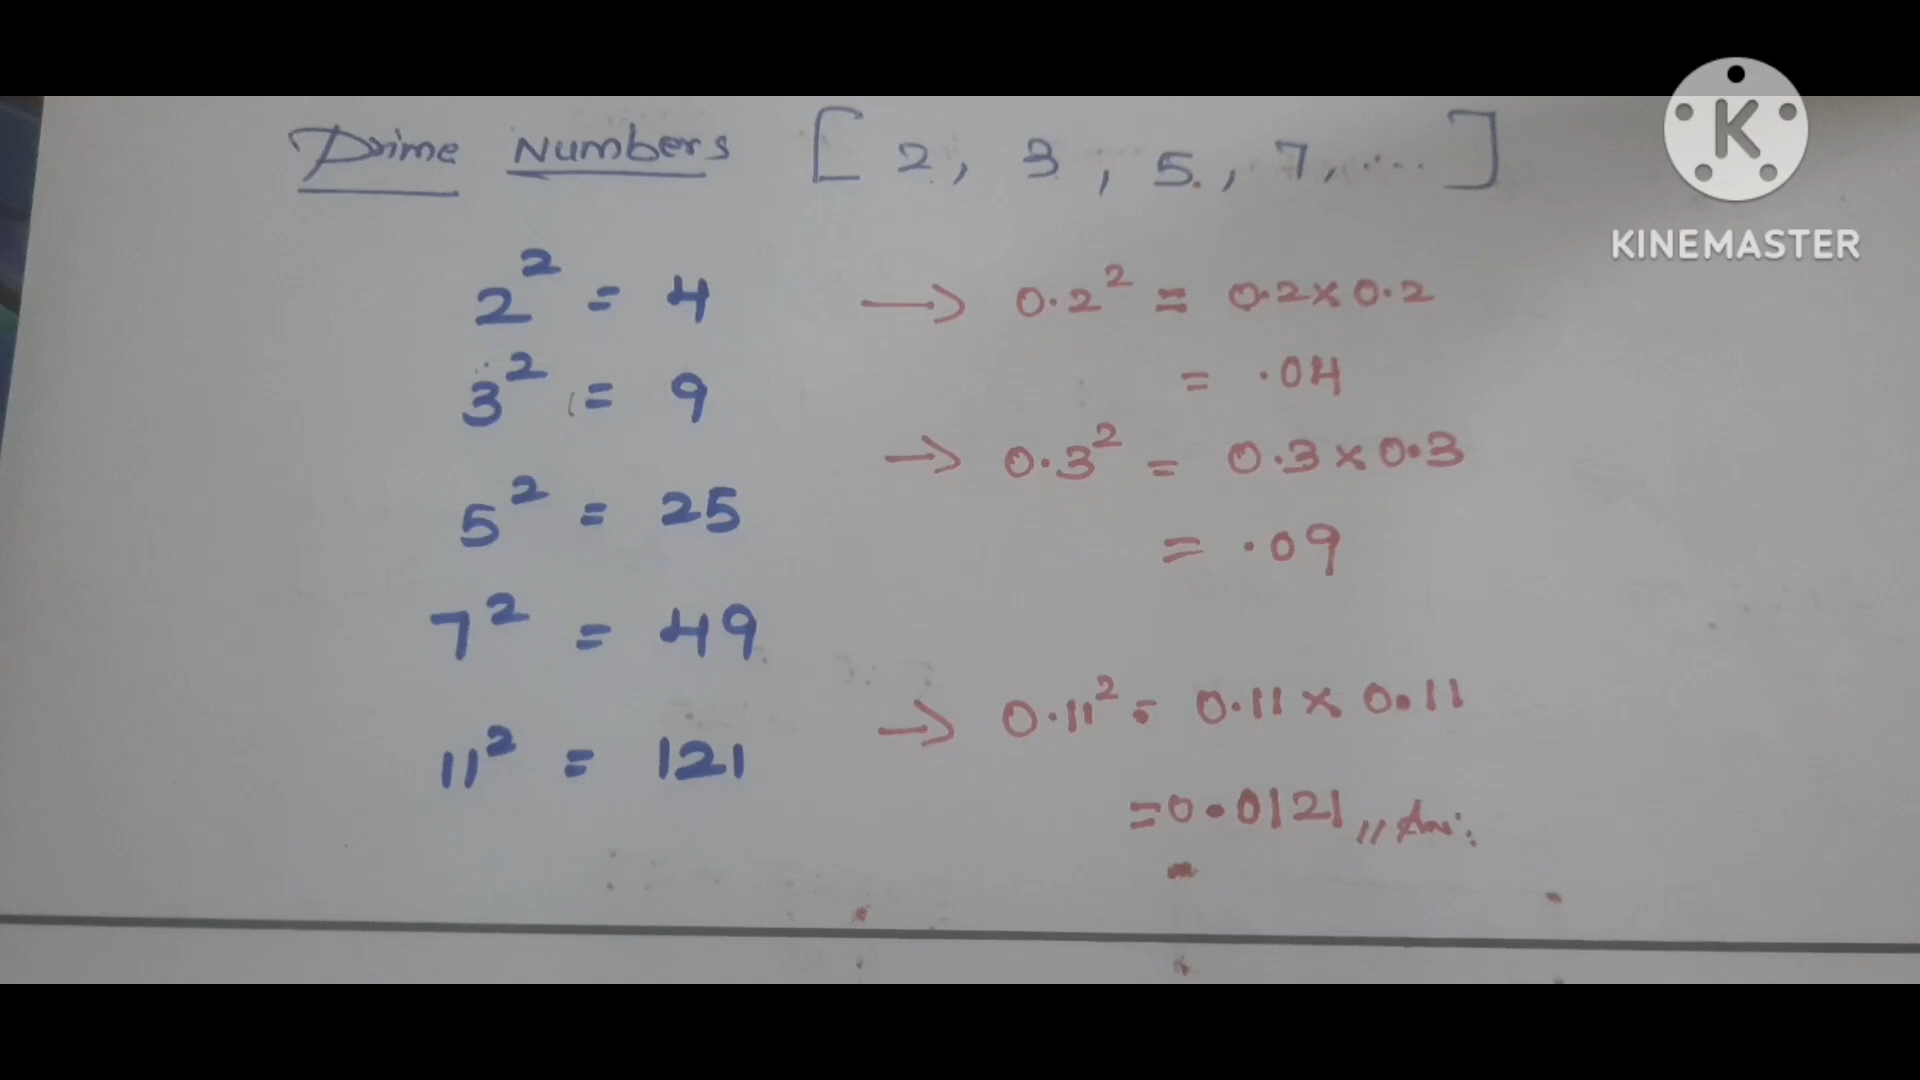 Prime Numbers [2, 3, 5, 7, ....]
K
KINEMASTER
2² = 4 → 0.2² = 0.2 × 0.2
= .04
3² = 9
→ 0.3² = 0.3 × 0.3
5² = 25
= .09
7² = 49
→ 0.11² = 0.11 × 0.11
11² = 121
= 0.0121 // Ans: